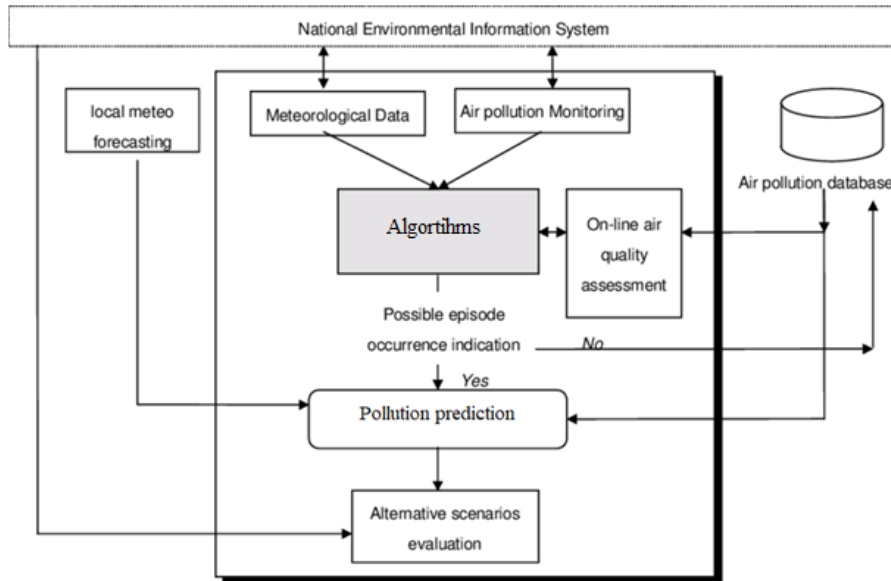 National Environmental Information System
local meteo
forecasting
Meteorological Data
Air pollution Monitoring
Air pollution database
Algortihms
On-line air
quality
assessment
Possible episode
occurrence indication
No
Yes
Pollution prediction
Alternative scenarios
evaluation